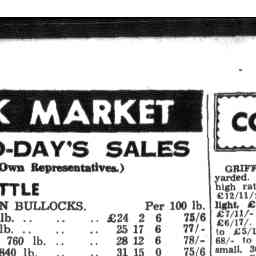 K MARKET
O-DAY'S SALES
Own Representatives.)
TTLE
N BULLOCKS. Per 100 lb.
lb. .. .. .. £24 2 6 75/6
lb. .. .. .. 25 17 6 77/-
760 lb. .. .. 28 12 6 78/-
840 lb. .. .. 31 15 0 75/6
CO
GRIFF
yarded.
high rat
£12/11/
light, £
£7/11/-
£6/17/
to £5/1
68/- to
small. 3